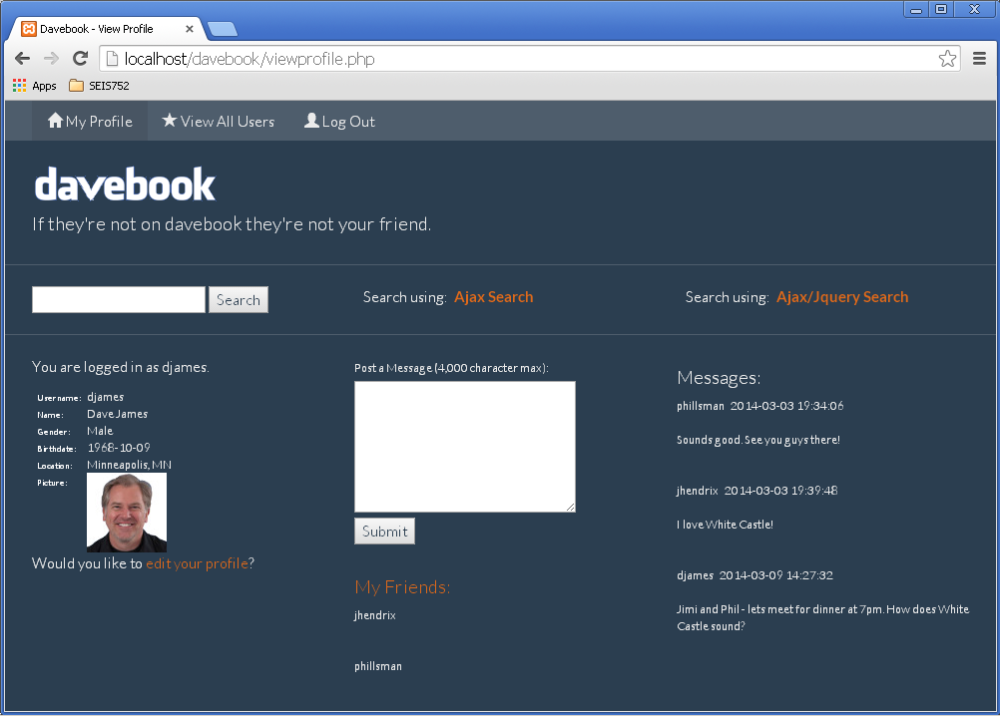 Davebook - View Profile
localhost/davebook/viewprofile.php
Apps SEIS752
My Profile View All Users Log Out
davebook
If they're not on davebook they're not your friend.
Search
Search using: Ajax Search
Search using: Ajax/Jquery Search
You are logged in as djames.
Username: djames
Name: Dave James
Gender: Male
Birthdate: 1968-10-09
Location: Minneapolis, MN
Picture:
Would you like to edit your profile?
Post a Message (4,000 character max):
Submit
My Friends:
jhendrix
phillsman
Messages:
phillsman 2014-03-03 19:34:06
Sounds good. See you guys there!
jhendrix 2014-03-03 19:39:48
I love White Castle!
djames 2014-03-09 14:27:32
Jimi and Phil - lets meet for dinner at 7pm. How does White
Castle sound?